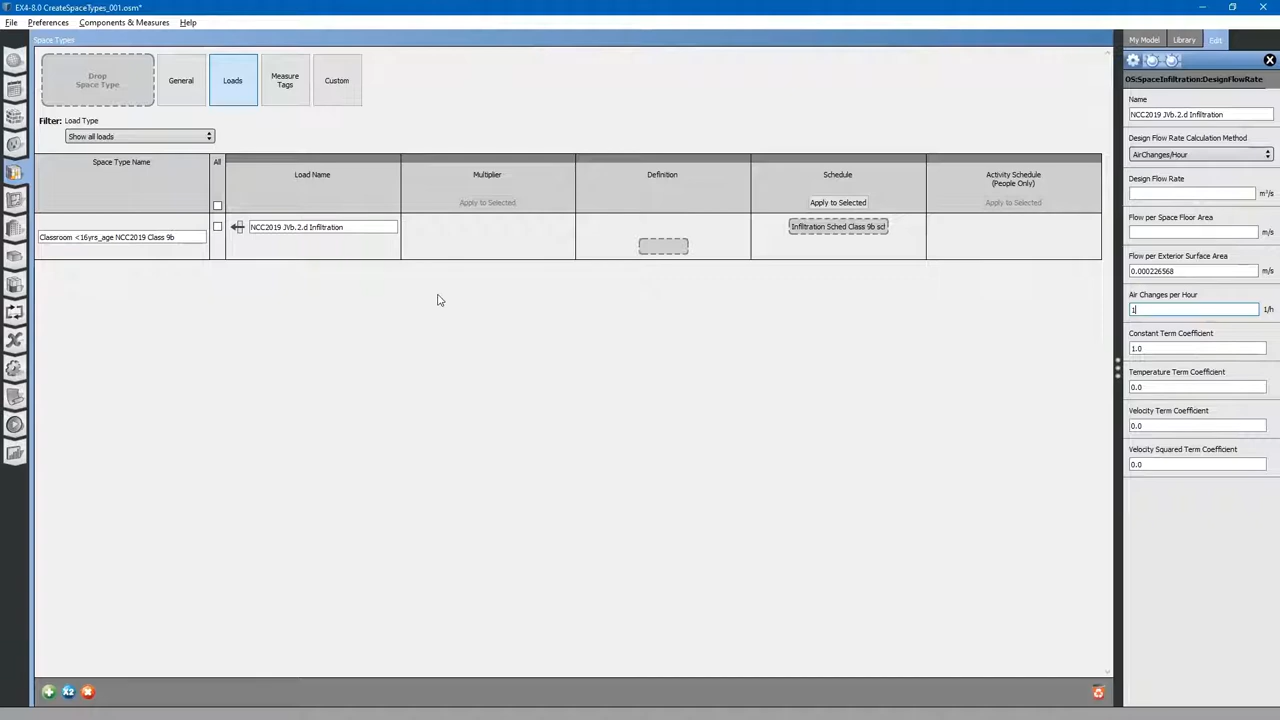 EX4-8.0 CreateSpaceTypes_001.osm*
File Preferences Components & Measures Help
Space Types
Drop
Space Type
General
Loads
Measure
Tags
Custom
Filter:
Load Type
Show all loads
Space Type Name
All
Load Name
Multiplier
Apply to Selected
Definition
Schedule
Apply to Selected
Activity Schedule
(People Only)
Apply to Selected
Classroom <16yrs_age NCC2019 Class 9b
NCC2019 JVb.2.d Infiltration
Infiltration Sched Class 9b scl
X2
My Model
Library
Edit
OS:SpaceInfiltration:DesignFlowRate
Name
NCC2019 JVb.2.d Infiltration
Design Flow Rate Calculation Method
AirChanges/Hour
Design Flow Rate
m³/s
Flow per Space Floor Area
m/s
Flow per Exterior Surface Area
0.000226568 m/s
Air Changes per Hour
1 1/h
Constant Term Coefficient
1.0
Temperature Term Coefficient
0.0
Velocity Term Coefficient
0.0
Velocity Squared Term Coefficient
0.0